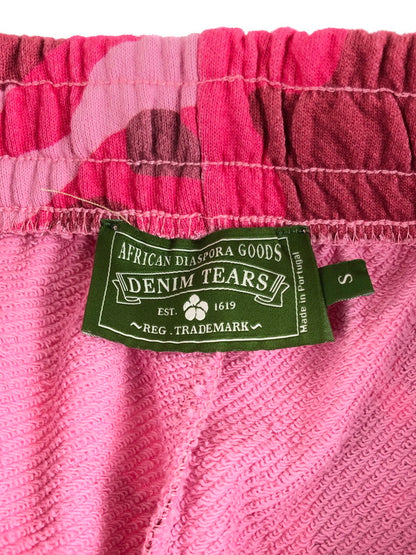 AFRICAN DIASPORA GOODS
DENIM TEARS
EST. 1619
~REG. TRADEMARK~
Made in Portugal
S